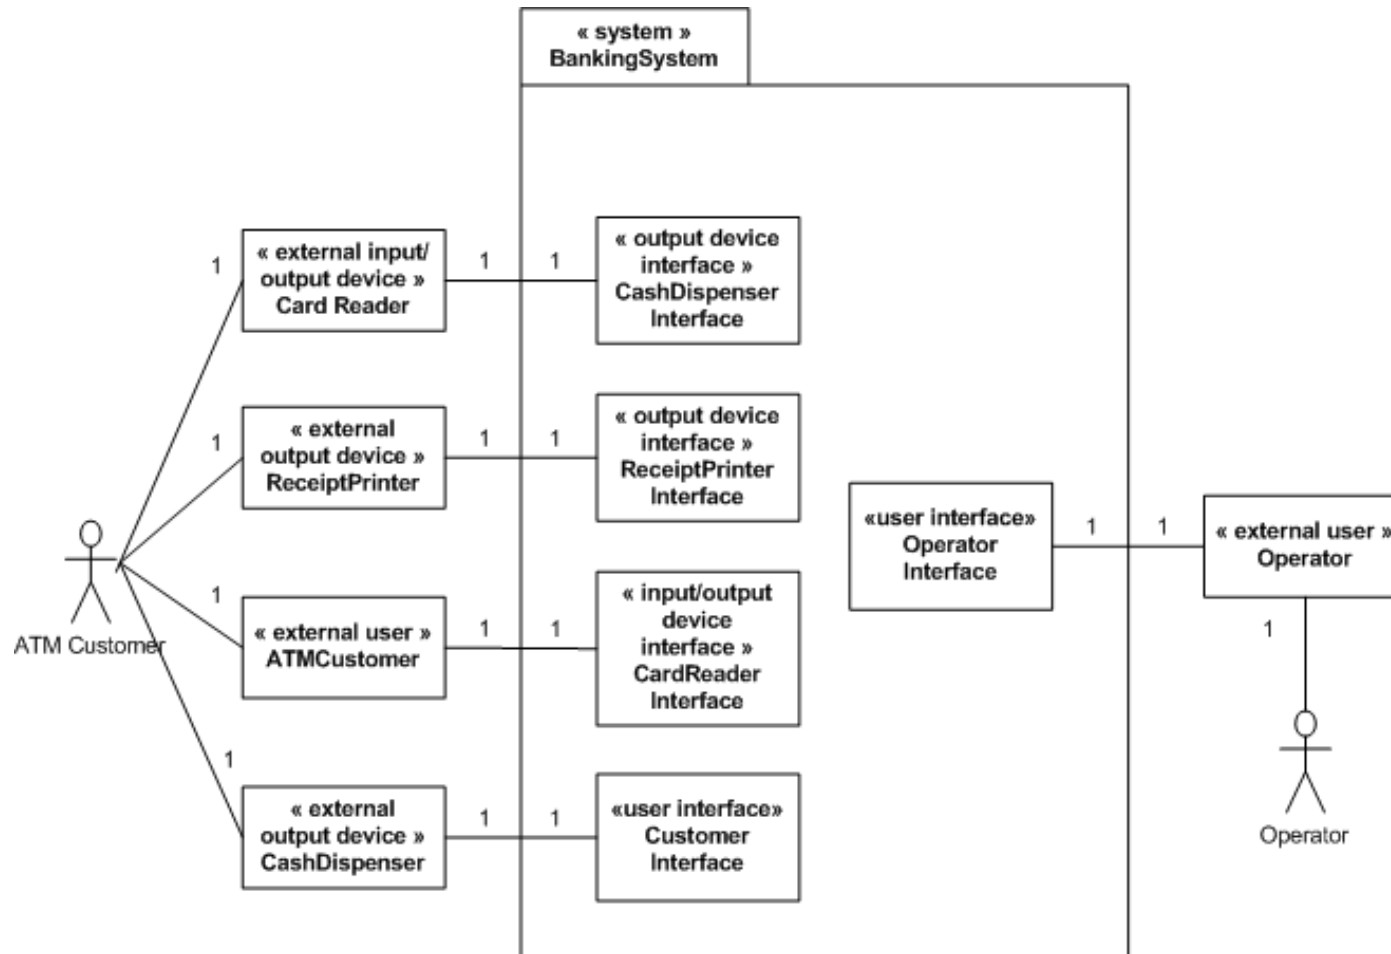 « system »
BankingSystem
1
« external input/
output device »
Card Reader
1
1
« output device
interface »
CashDispenser
Interface
1
« external
output device »
ReceiptPrinter
1
1
« output device
interface »
ReceiptPrinter
Interface
«user interface»
Operator
Interface
1
1
« external user »
Operator
1
Operator
ATM Customer
1
« external user »
ATMCustomer
1
1
« input/output
device
interface »
CardReader
Interface
1
« external
output device »
CashDispenser
1
1
«user interface»
Customer
Interface